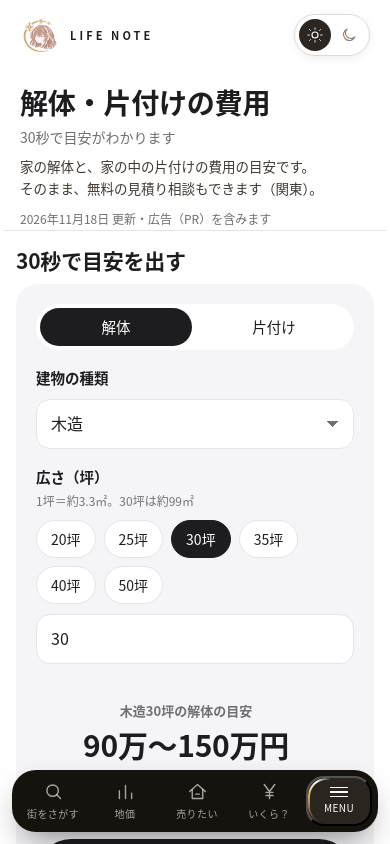 LIFE NOTE
解体・片付けの費用
30秒で目安がわかります
家の解体と、家の中の片付けの費用の目安です。
そのまま、無料の見積り相談もできます（関東）。
2026年11月18日 更新・広告（PR）を含みます
30秒で目安を出す
解体 片付け
建物の種類
木造
広さ（坪）
1坪＝約3.3㎡。30坪は約99㎡
20坪 25坪 30坪 35坪
40坪 50坪
30
木造30坪の解体の目安
90万〜150万円
街をさがす 地価 売りたい いくら？ MENU